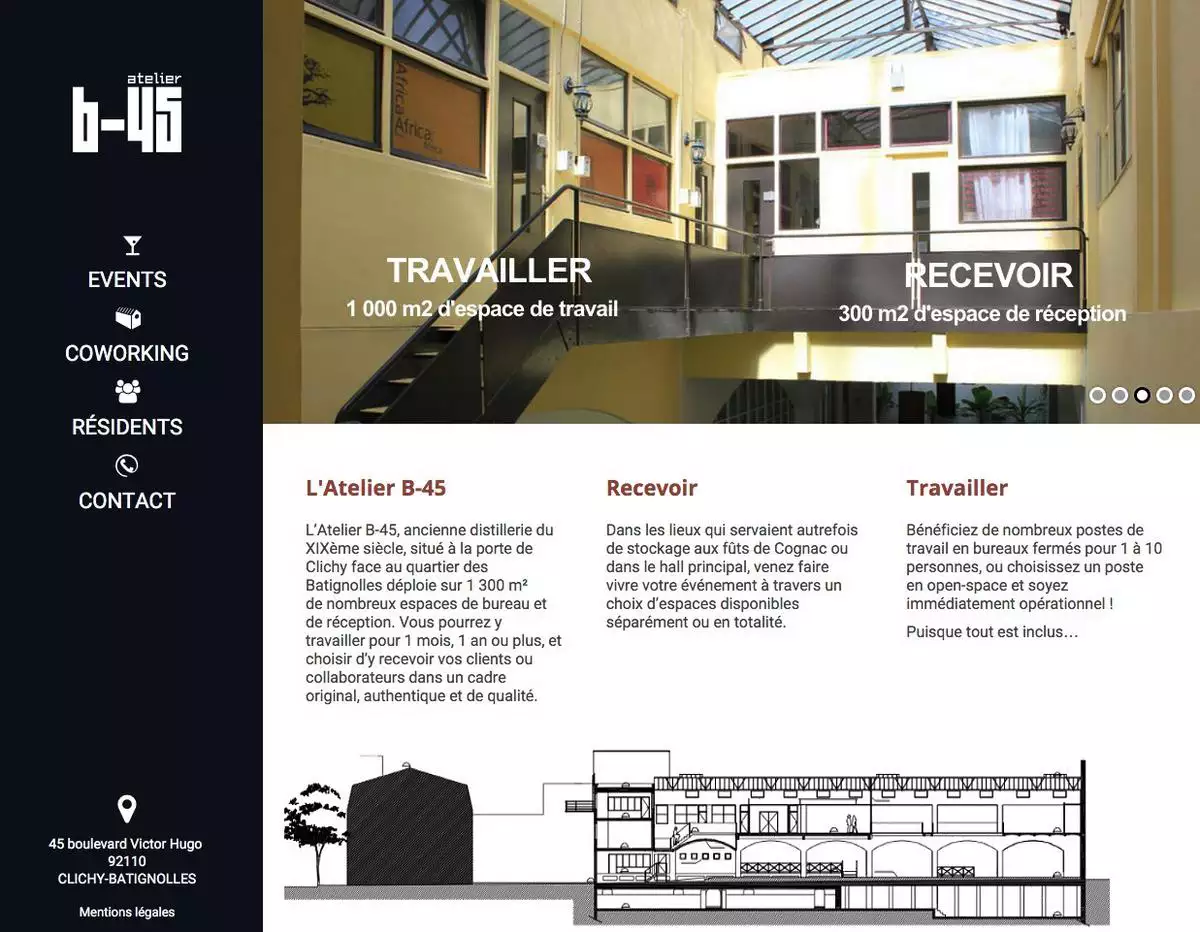 atelier
b-45
EVENTS
COWORKING
RÉSIDENTS
CONTACT
45 boulevard Victor Hugo
92110
CLICHY-BATIGNOLLES
Mentions légales
Africa
Africa
Africa
TRAVAILLER
1 000 m2 d'espace de travail
RECEVOIR
300 m2 d'espace de réception
L'Atelier B-45
L’Atelier B-45, ancienne distillerie du
XIXème siècle, situé à la porte de
Clichy face au quartier des
Batignolles déploie sur 1 300 m²
de nombreux espaces de bureau et
de réception. Vous pourrez y
travailler pour 1 mois, 1 an ou plus, et
choisir d’y recevoir vos clients ou
collaborateurs dans un cadre
original, authentique et de qualité.
Recevoir
Dans les lieux qui servaient autrefois
de stockage aux fûts de Cognac ou
dans le hall principal, venez faire
vivre votre événement à travers un
choix d’espaces disponibles
séparément ou en totalité.
Travailler
Bénéficiez de nombreux postes de
travail en bureaux fermés pour 1 à 10
personnes, ou choisissez un poste
en open-space et soyez
immédiatement opérationnel !
Puisque tout est inclus…